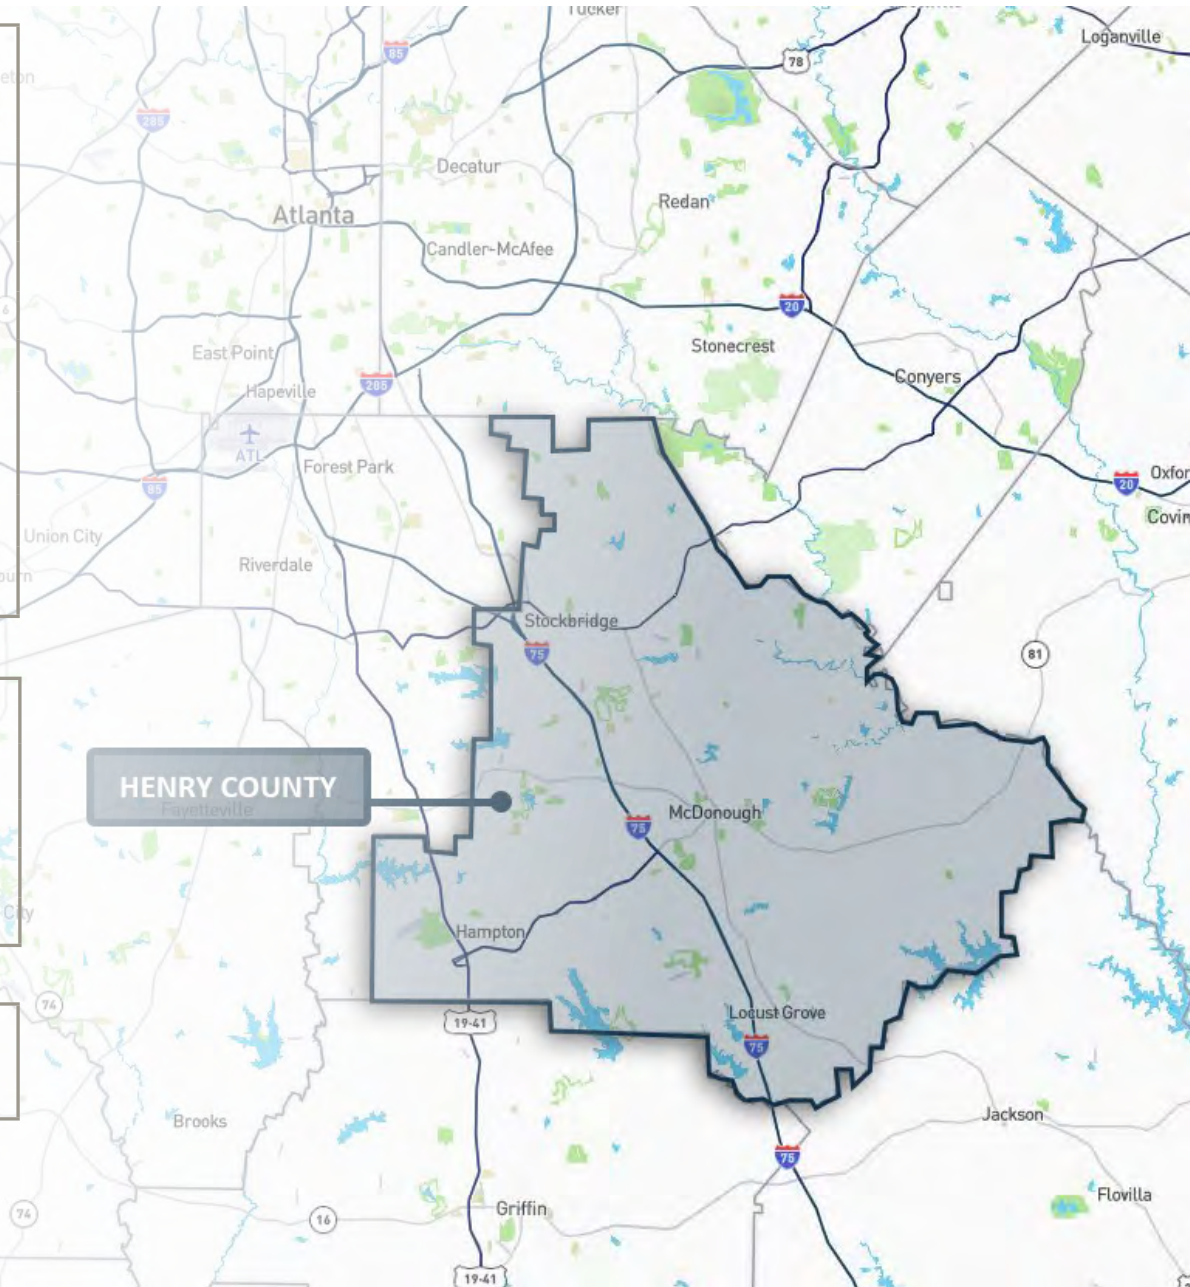 Tucker
85
78
Loganville
285
Decatur
Redan
Atlanta
Candler-McAfee
6
20
East Point
Stonecrest
Hapeville
285
Conyers
ATL
Forest Park
85
20
Union City
Riverdale
Stockbridge
75
81
HENRY COUNTY
Fayetteville
75
McDonough
City
Hampton
74
19-41
Locust Grove
75
Brooks
Jackson
75
Flovilla
74
16
Griffin
19-41